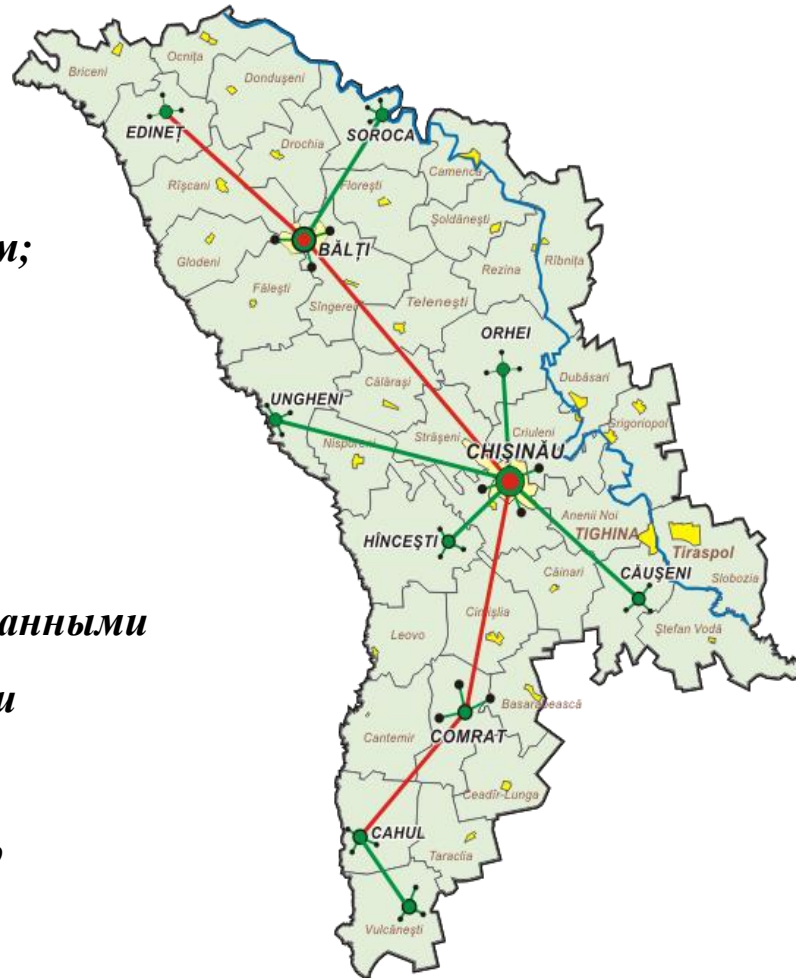 Ocnița
Briceni
Dondușeni
EDINEȚ
SOROCA
Drochia
Camenca
Rîșcani
Florești
Șoldănești
м;
BĂLȚI
Rîbnița
Glodeni
Rezina
Fălești
Sîngerei
Telenești
ORHEI
Dubăsari
Călărași
UNGHENI
Grigoriopol
Strășeni
Criuleni
Nisporeni
CHIȘINĂU
Anenii Noi
TIGHINA
HÎNCEȘTI
Tiraspol
CĂUȘENI
Slobozia
Căinari
анными
Cimișlia
Ștefan Vodă
Leovo
и
Basarabească
Cantemir
COMRAT
Ceadîr-Lunga
CAHUL
Taraclia
Vulcănești